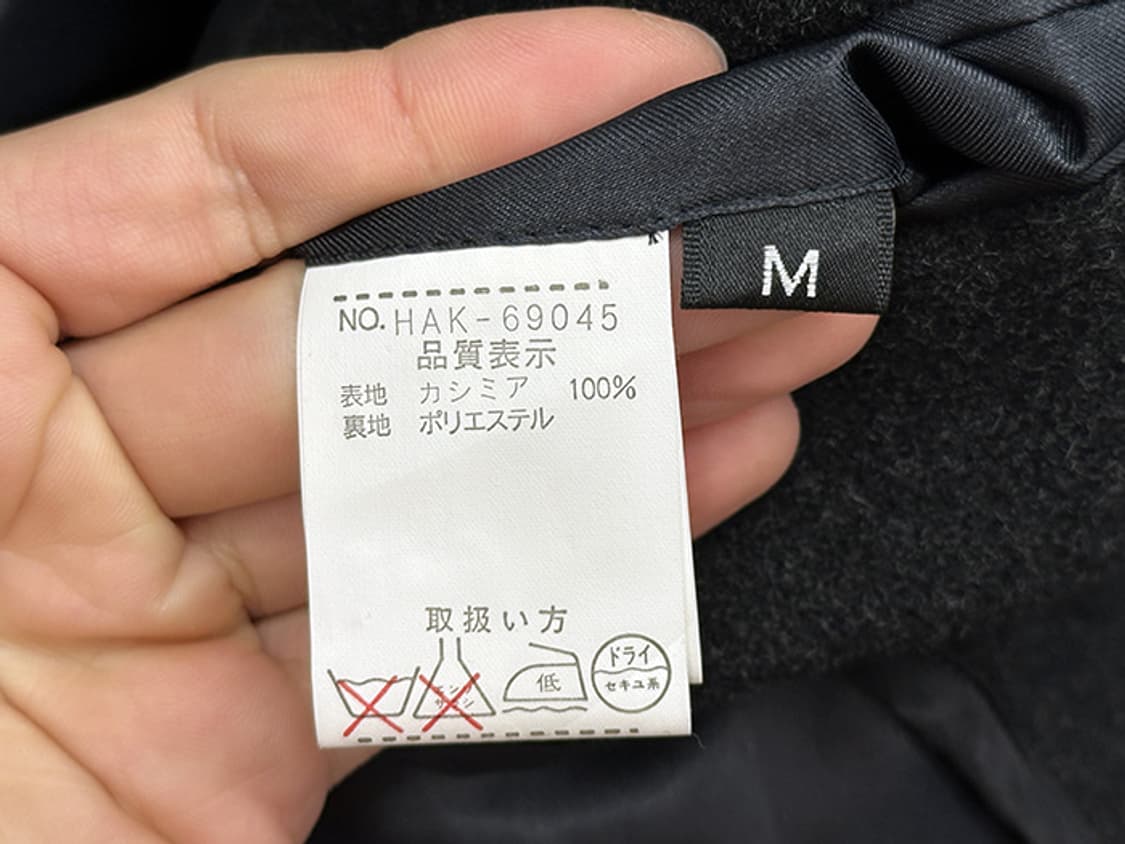 M
NO. HAK-69045
品質表示
表地 カシミア 100%
裏地 ポリエステル
取扱い方
エンソ
サラシ
低
ドライ
セキユ系